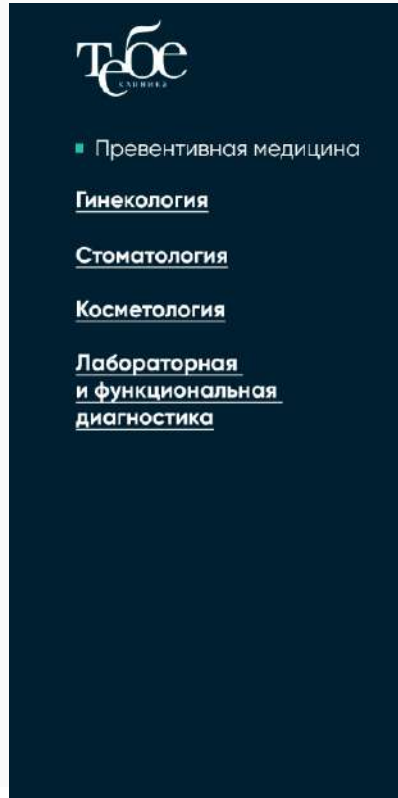 Тебе
клиника
Превентивная медицина
Гинекология
Стоматология
Косметология
Лабораторная
и функциональная
диагностика